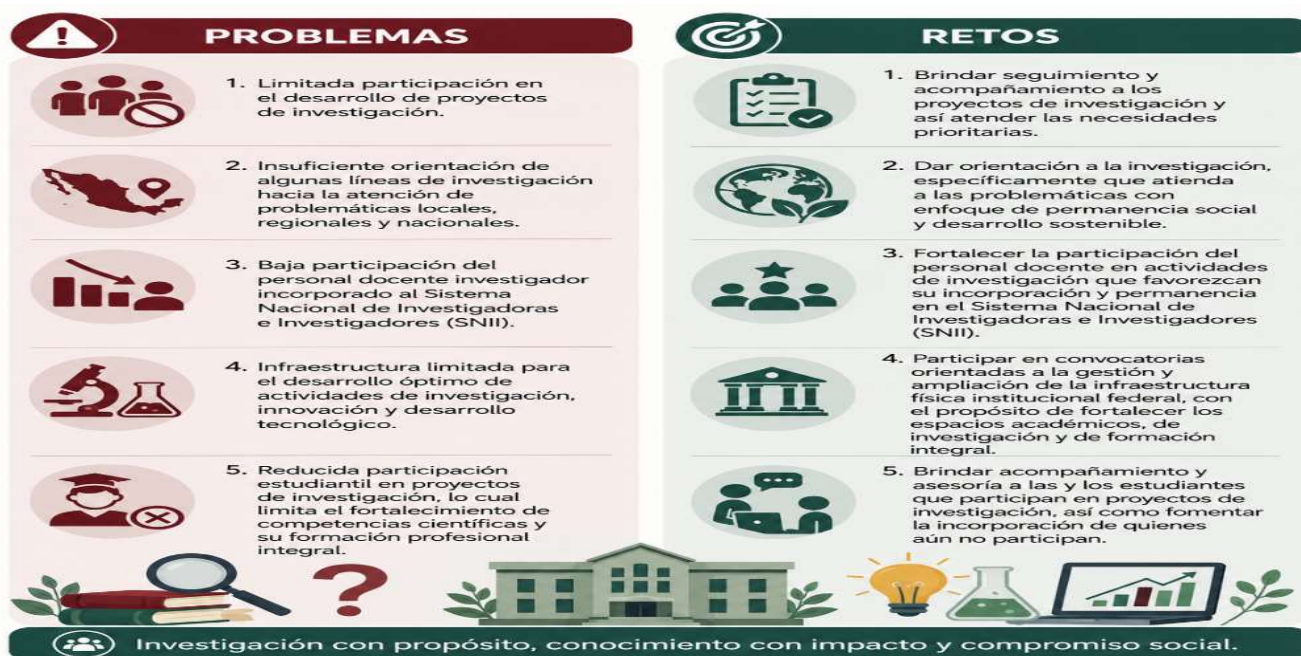 PROBLEMAS
1. Limitada participación en
el desarrollo de proyectos
de investigación.
2. Insuficiente orientación de
algunas líneas de investigación
hacia la atención de
problemáticas locales,
regionales y nacionales.
3. Baja participación del
personal docente investigador
incorporado al Sistema
Nacional de Investigadoras
e Investigadores (SNII).
4. Infraestructura limitada para
el desarrollo óptimo de
actividades de investigación,
innovación y desarrollo
tecnológico.
5. Reducida participación
estudiantil en proyectos
de investigación, lo cual
limita el fortalecimiento de
competencias científicas y
su formación profesional
integral.
RETOS
1. Brindar seguimiento y
acompañamiento a los
proyectos de investigación y
así atender las necesidades
prioritarias.
2. Dar orientación a la investigación,
específicamente que atienda
a las problemáticas con
enfoque de permanencia social
y desarrollo sostenible.
3. Fortalecer la participación del
personal docente en actividades
de investigación que favorezcan
su incorporación y permanencia
en el Sistema Nacional de
Investigadoras e Investigadores
(SNII).
4. Participar en convocatorias
orientadas a la gestión y
ampliación de la infraestructura
física institucional federal, con
el propósito de fortalecer los
espacios académicos, de
investigación y de formación
integral.
5. Brindar acompañamiento y
asesoría a las y los estudiantes
que participan en proyectos de
investigación, así como fomentar
la incorporación de quienes
aún no participan.
Investigación con propósito, conocimiento con impacto y compromiso social.